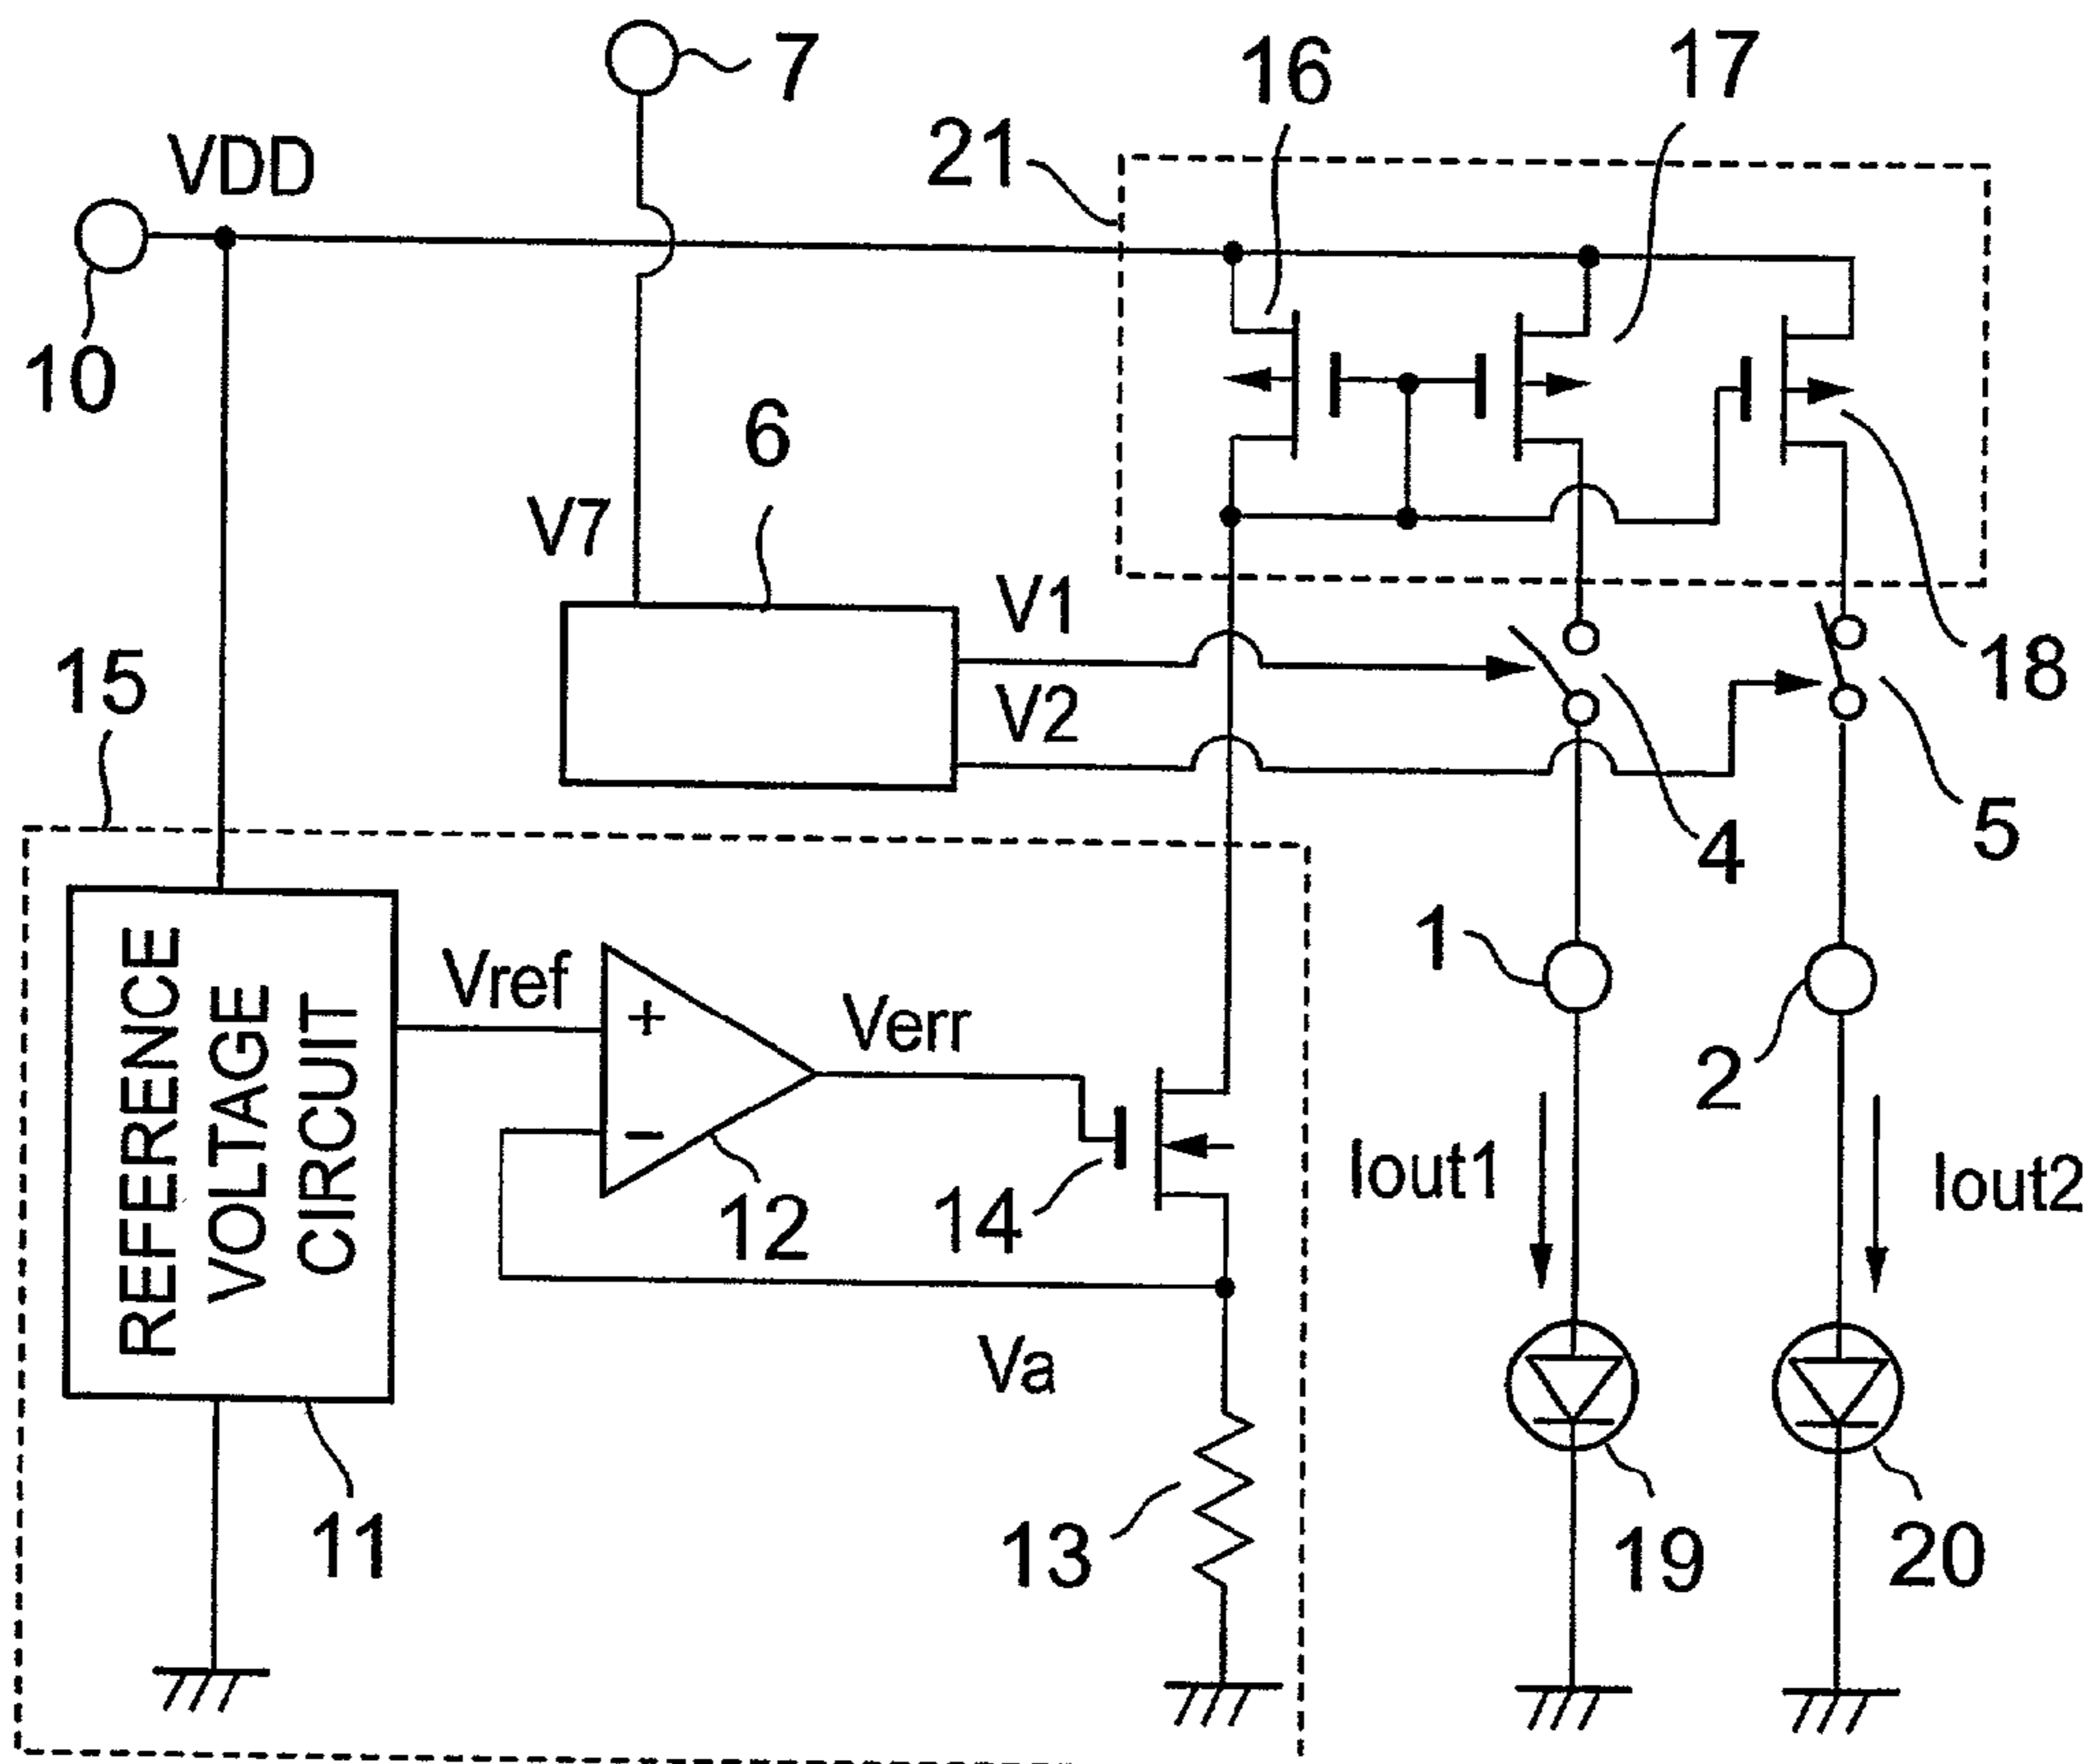 7
16
17
VDD
21
10
6
V7
V1
18
15
V2
5
4
1
REFERENCE
VOLTAGE
CIRCUIT
Vref
+
Verr
2
−
12
14
Iout1
Iout2
Va
11
13
19
20